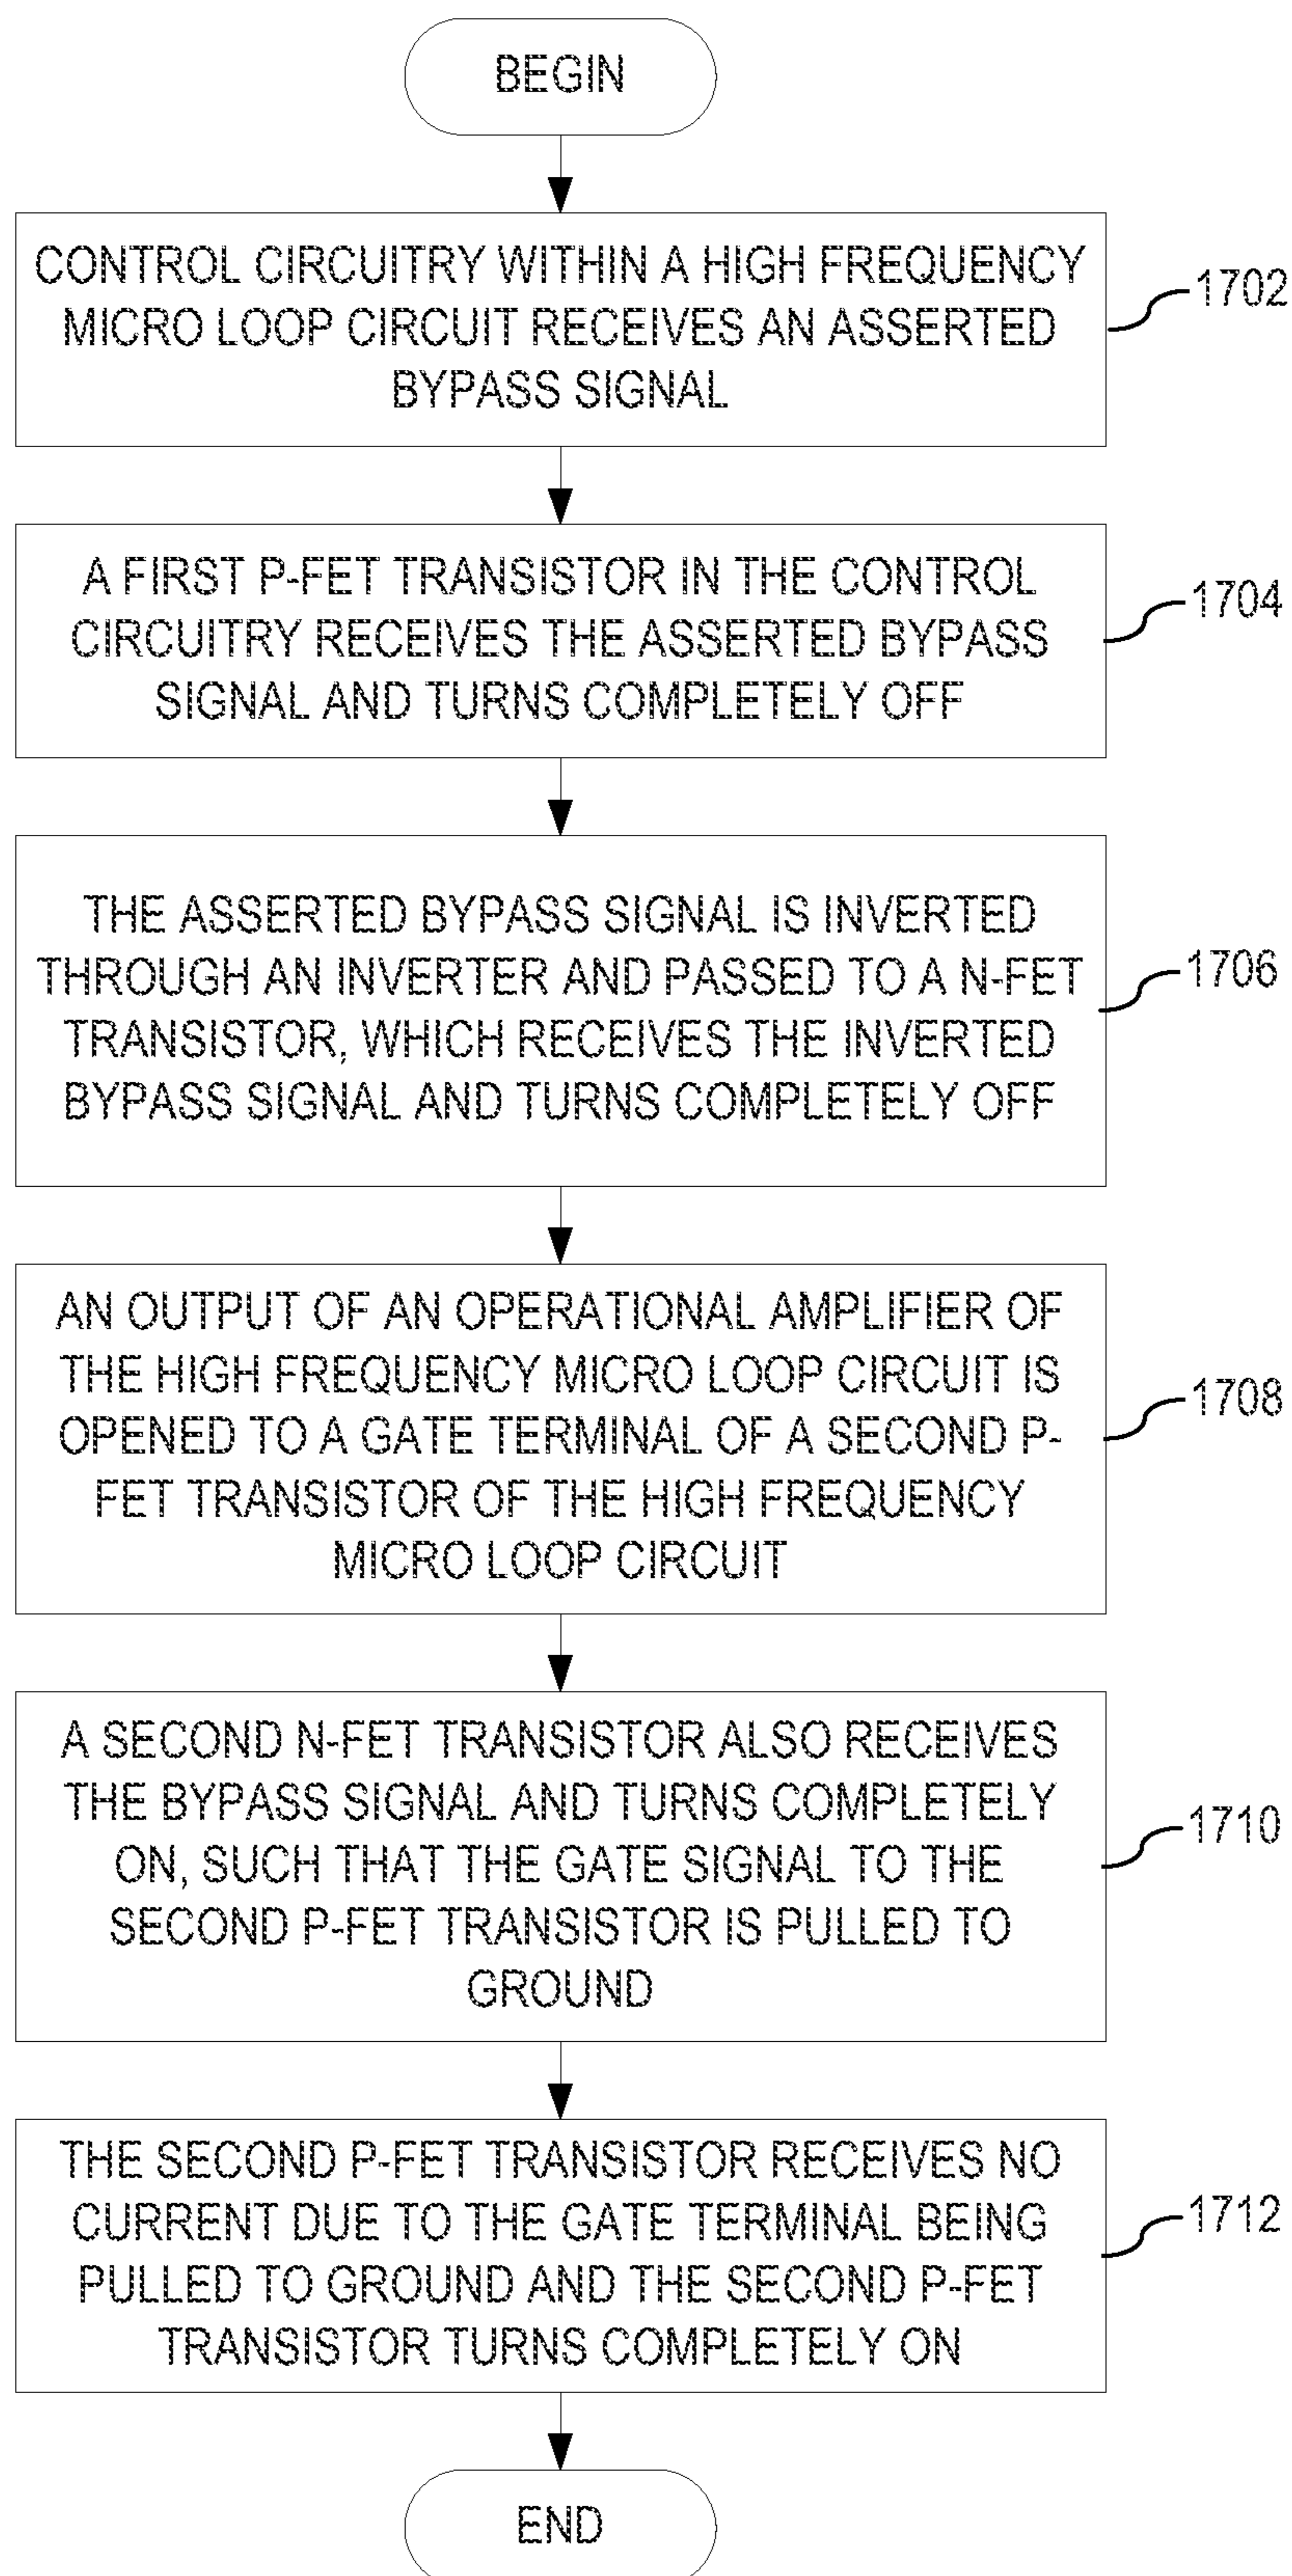 BEGIN
CONTROL CIRCUITRY WITHIN A HIGH FREQUENCY
MICRO LOOP CIRCUIT RECEIVES AN ASSERTED
BYPASS SIGNAL
1702
A FIRST P-FET TRANSISTOR IN THE CONTROL
CIRCUITRY RECEIVES THE ASSERTED BYPASS
SIGNAL AND TURNS COMPLETELY OFF
1704
THE ASSERTED BYPASS SIGNAL IS INVERTED
THROUGH AN INVERTER AND PASSED TO A N-FET
TRANSISTOR, WHICH RECEIVES THE INVERTED
BYPASS SIGNAL AND TURNS COMPLETELY OFF
1706
AN OUTPUT OF AN OPERATIONAL AMPLIFIER OF
THE HIGH FREQUENCY MICRO LOOP CIRCUIT IS
OPENED TO A GATE TERMINAL OF A SECOND P-
FET TRANSISTOR OF THE HIGH FREQUENCY
MICRO LOOP CIRCUIT
1708
A SECOND N-FET TRANSISTOR ALSO RECEIVES
THE BYPASS SIGNAL AND TURNS COMPLETELY
ON, SUCH THAT THE GATE SIGNAL TO THE
SECOND P-FET TRANSISTOR IS PULLED TO
GROUND
1710
THE SECOND P-FET TRANSISTOR RECEIVES NO
CURRENT DUE TO THE GATE TERMINAL BEING
PULLED TO GROUND AND THE SECOND P-FET
TRANSISTOR TURNS COMPLETELY ON
1712
END